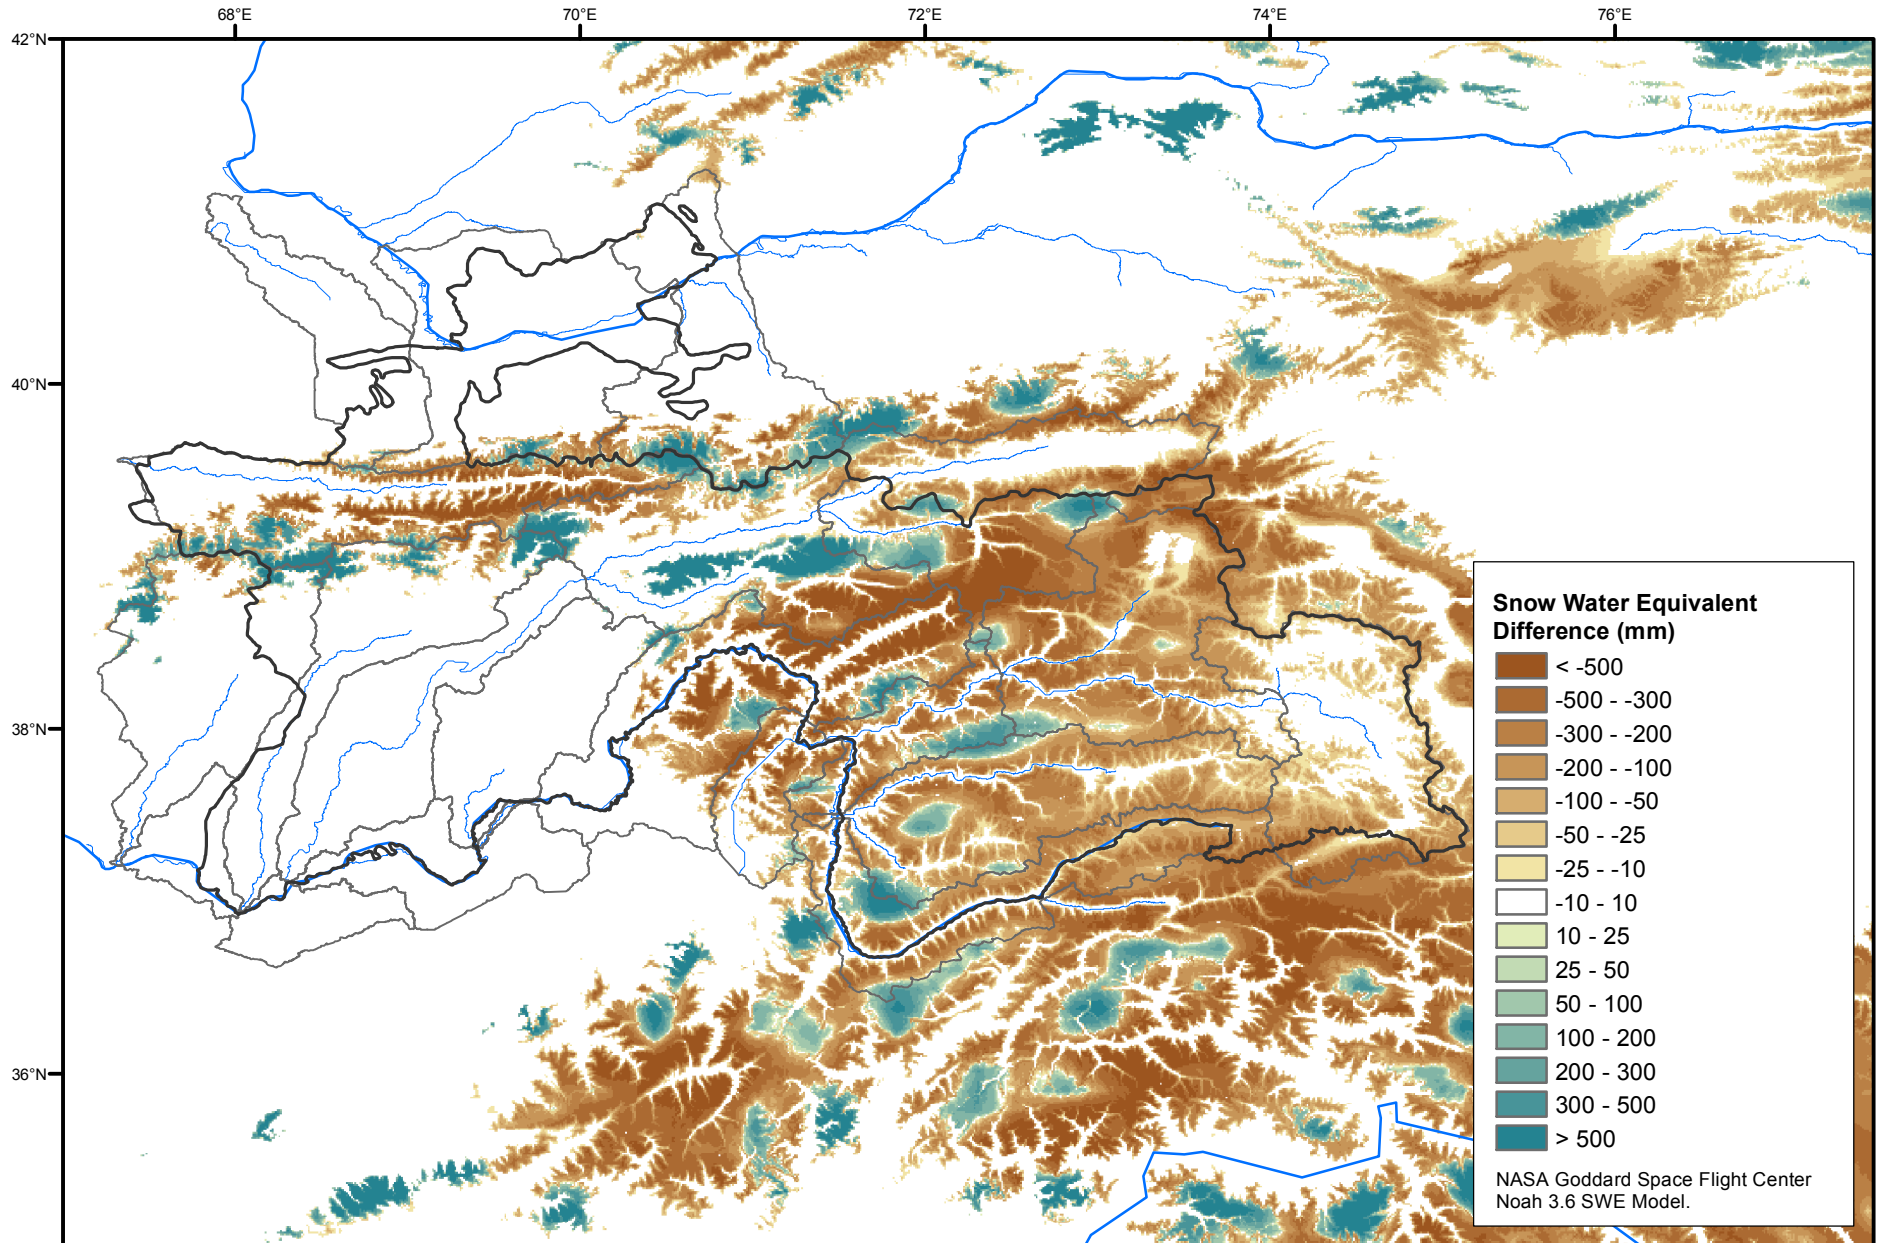 68°E 70°E 72°E 74°E 76°E
42°N
40°N
38°N
36°N
Snow Water Equivalent
Difference (mm)
< -500
-500 - -300
-300 - -200
-200 - -100
-100 - -50
-50 - -25
-25 - -10
-10 - 10
10 - 25
25 - 50
50 - 100
100 - 200
200 - 300
300 - 500
> 500
NASA Goddard Space Flight Center
Noah 3.6 SWE Model.